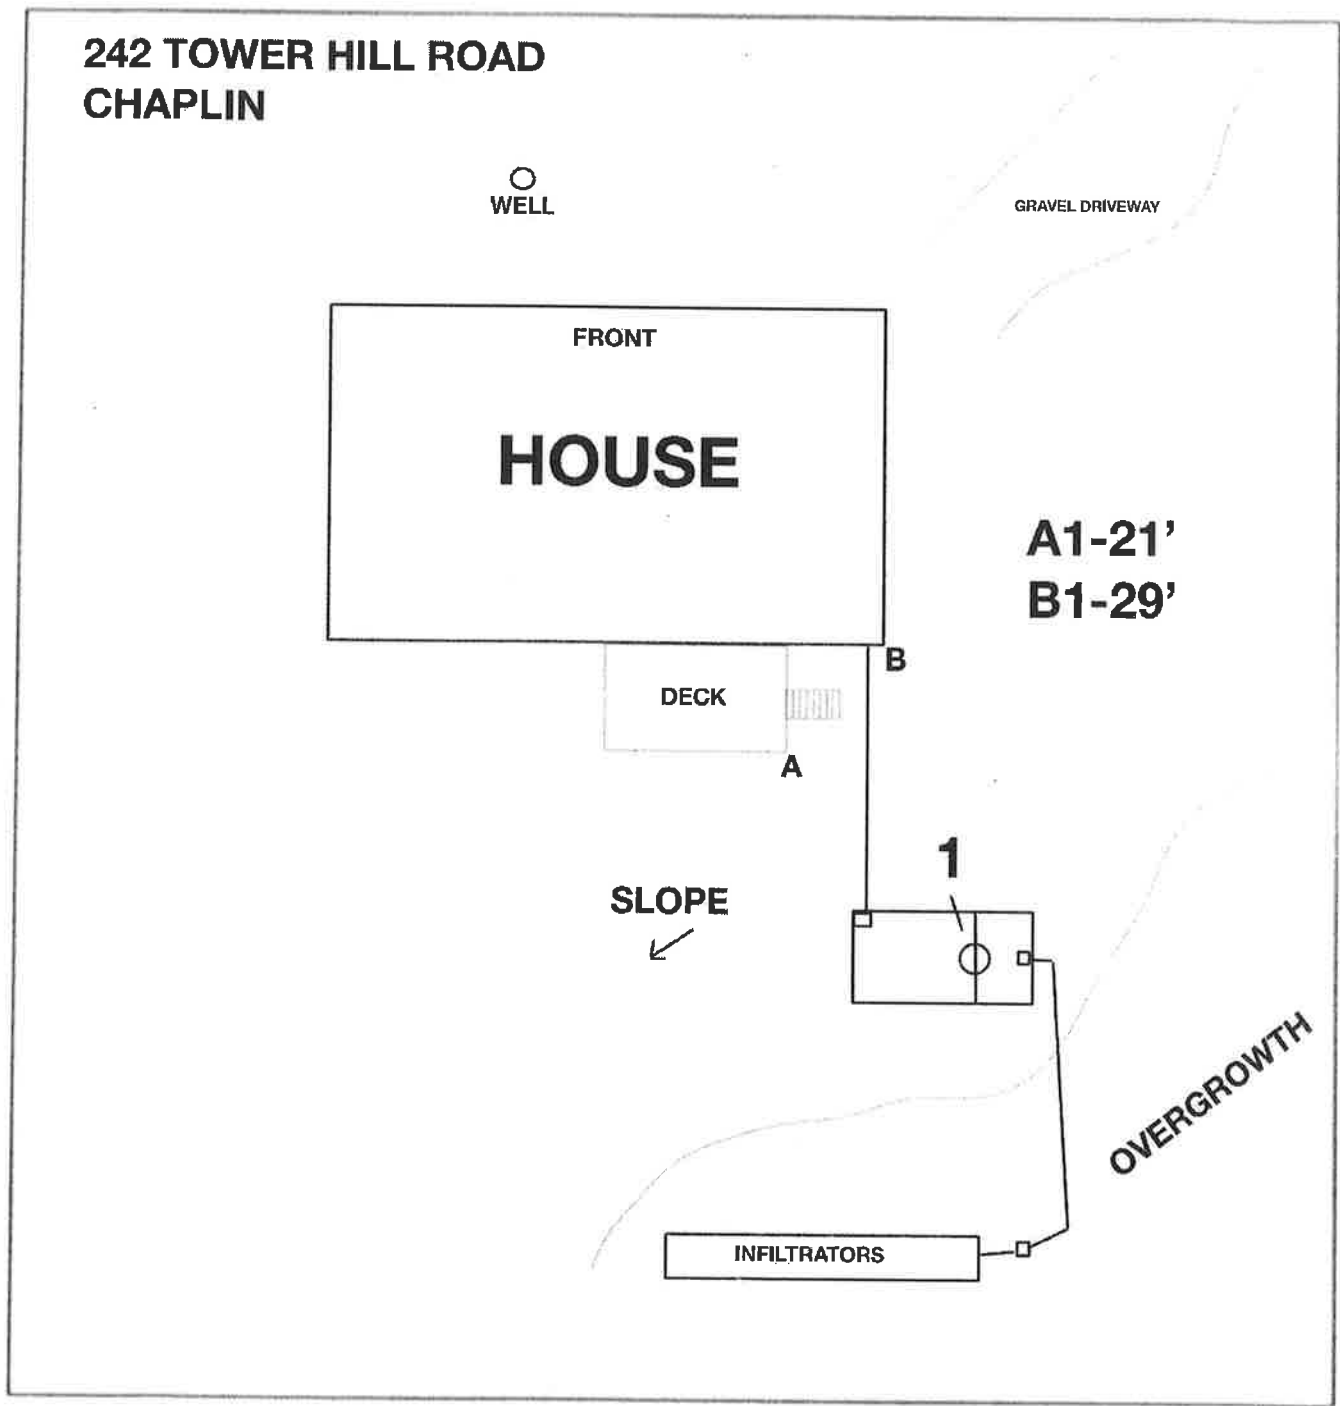 242 TOWER HILL ROAD
CHAPLIN
WELL
GRAVEL DRIVEWAY
FRONT
HOUSE
A1-21’
B1-29’
B
DECK
A
1
SLOPE
OVERGROWTH
INFILTRATORS